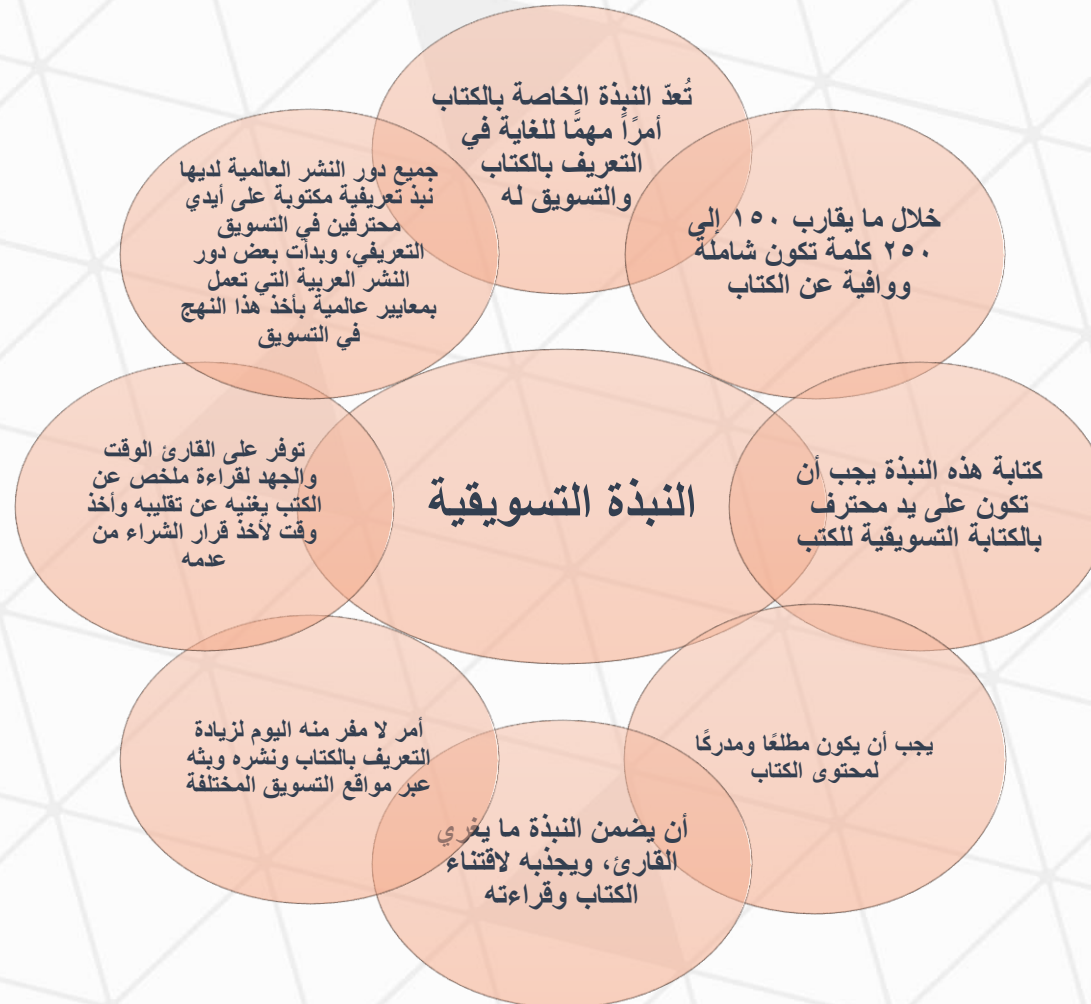 تُعدّ النبذة الخاصة بالكتاب
أمرًا مهمًّا للغاية في
التعريف بالكتاب
والتسويق له
خلال ما يقارب ١٥٠ إلى
٢٥٠ كلمة تكون شاملة
ووافية عن الكتاب
كتابة هذه النبذة يجب أن
تكون على يد محترف
بالكتابة التسويقية للكتب
يجب أن يكون مطلعًا ومدركًا
لمحتوى الكتاب
أن يضمن النبذة ما يغري
القارئ، ويجذبه لاقتناء
الكتاب وقراءته
أمر لا مفر منه اليوم لزيادة
التعريف بالكتاب ونشره وبثه
عبر مواقع التسويق المختلفة
توفر على القارئ الوقت
والجهد لقراءة ملخص عن
الكتب يغنيه عن تقليبه وأخذ
وقت لأخذ قرار الشراء من
عدمه
جميع دور النشر العالمية لديها
نبذ تعريفية مكتوبة على أيدي
محترفين في التسويق
التعريفي، وبدأت بعض دور
النشر العربية التي تعمل
بمعايير عالمية بأخذ هذا النهج
في التسويق
النبذة التسويقية